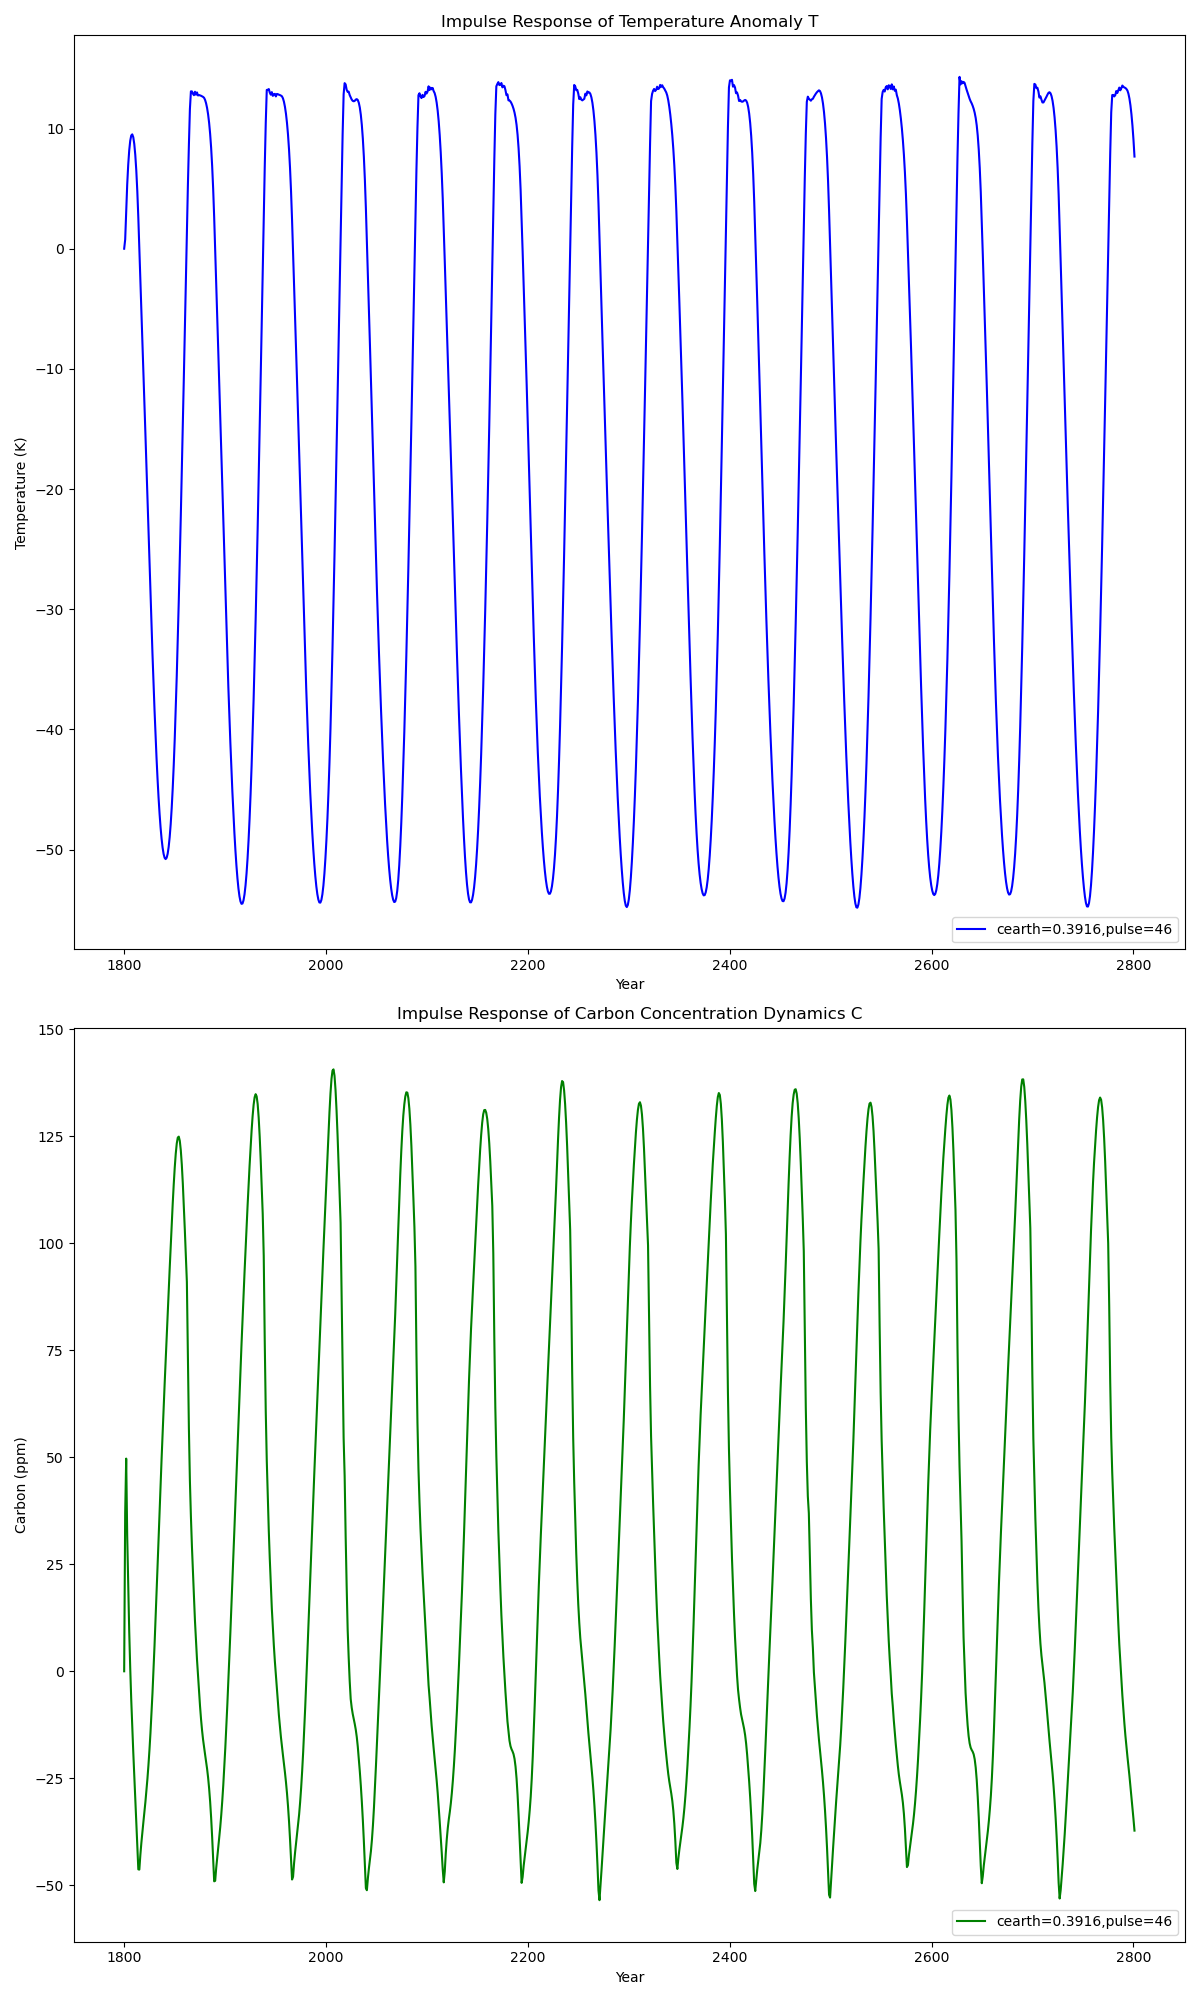 Impulse Response of Temperature Anomaly T
Temperature (K)
10
0
−10
−20
−30
−40
−50
cearth=0.3916,pulse=46
1800 2000 2200 2400 2600 2800
Year
Impulse Response of Carbon Concentration Dynamics C
Carbon (ppm)
150
125
100
75
50
25
0
−25
−50
cearth=0.3916,pulse=46
1800 2000 2200 2400 2600 2800
Year